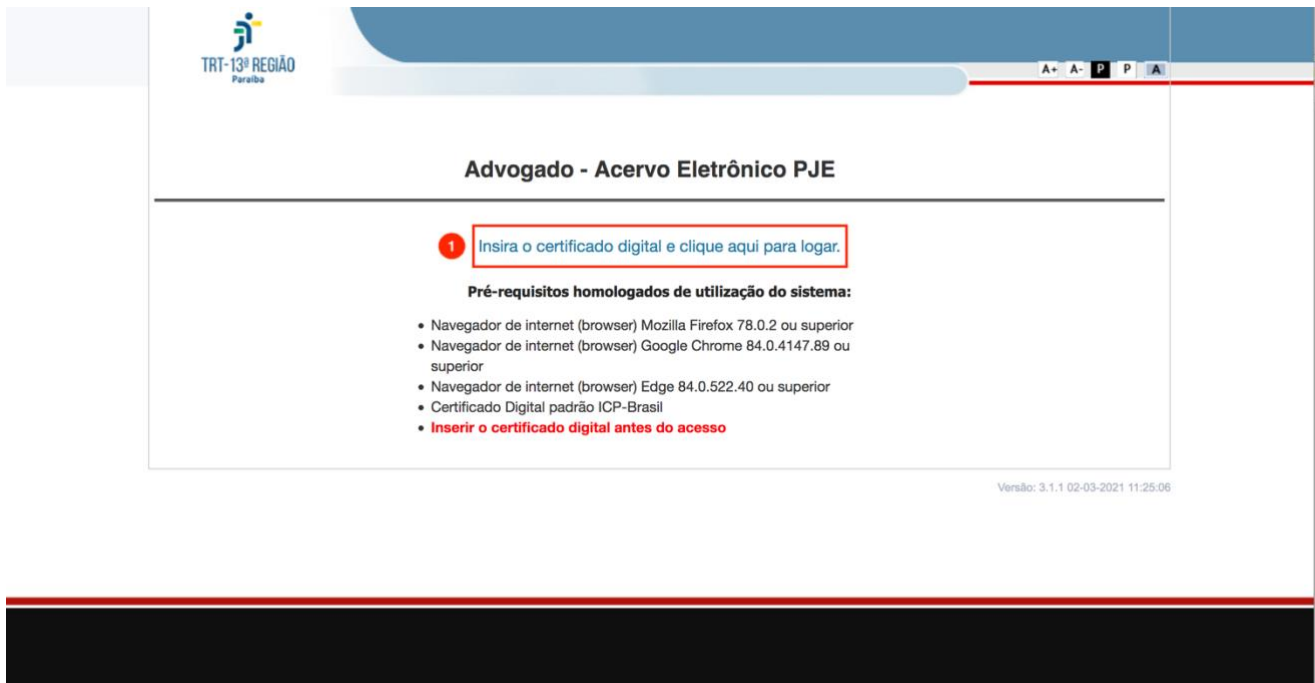 TRT-13ª REGIÃO
Paraíba
A+ A- P P A
Advogado - Acervo Eletrônico PJE
1 Insira o certificado digital e clique aqui para logar.
Pré-requisitos homologados de utilização do sistema:
• Navegador de internet (browser) Mozilla Firefox 78.0.2 ou superior
• Navegador de internet (browser) Google Chrome 84.0.4147.89 ou
superior
• Navegador de internet (browser) Edge 84.0.522.40 ou superior
• Certificado Digital padrão ICP-Brasil
• Inserir o certificado digital antes do acesso
Versão: 3.1.1 02-03-2021 11:25:06